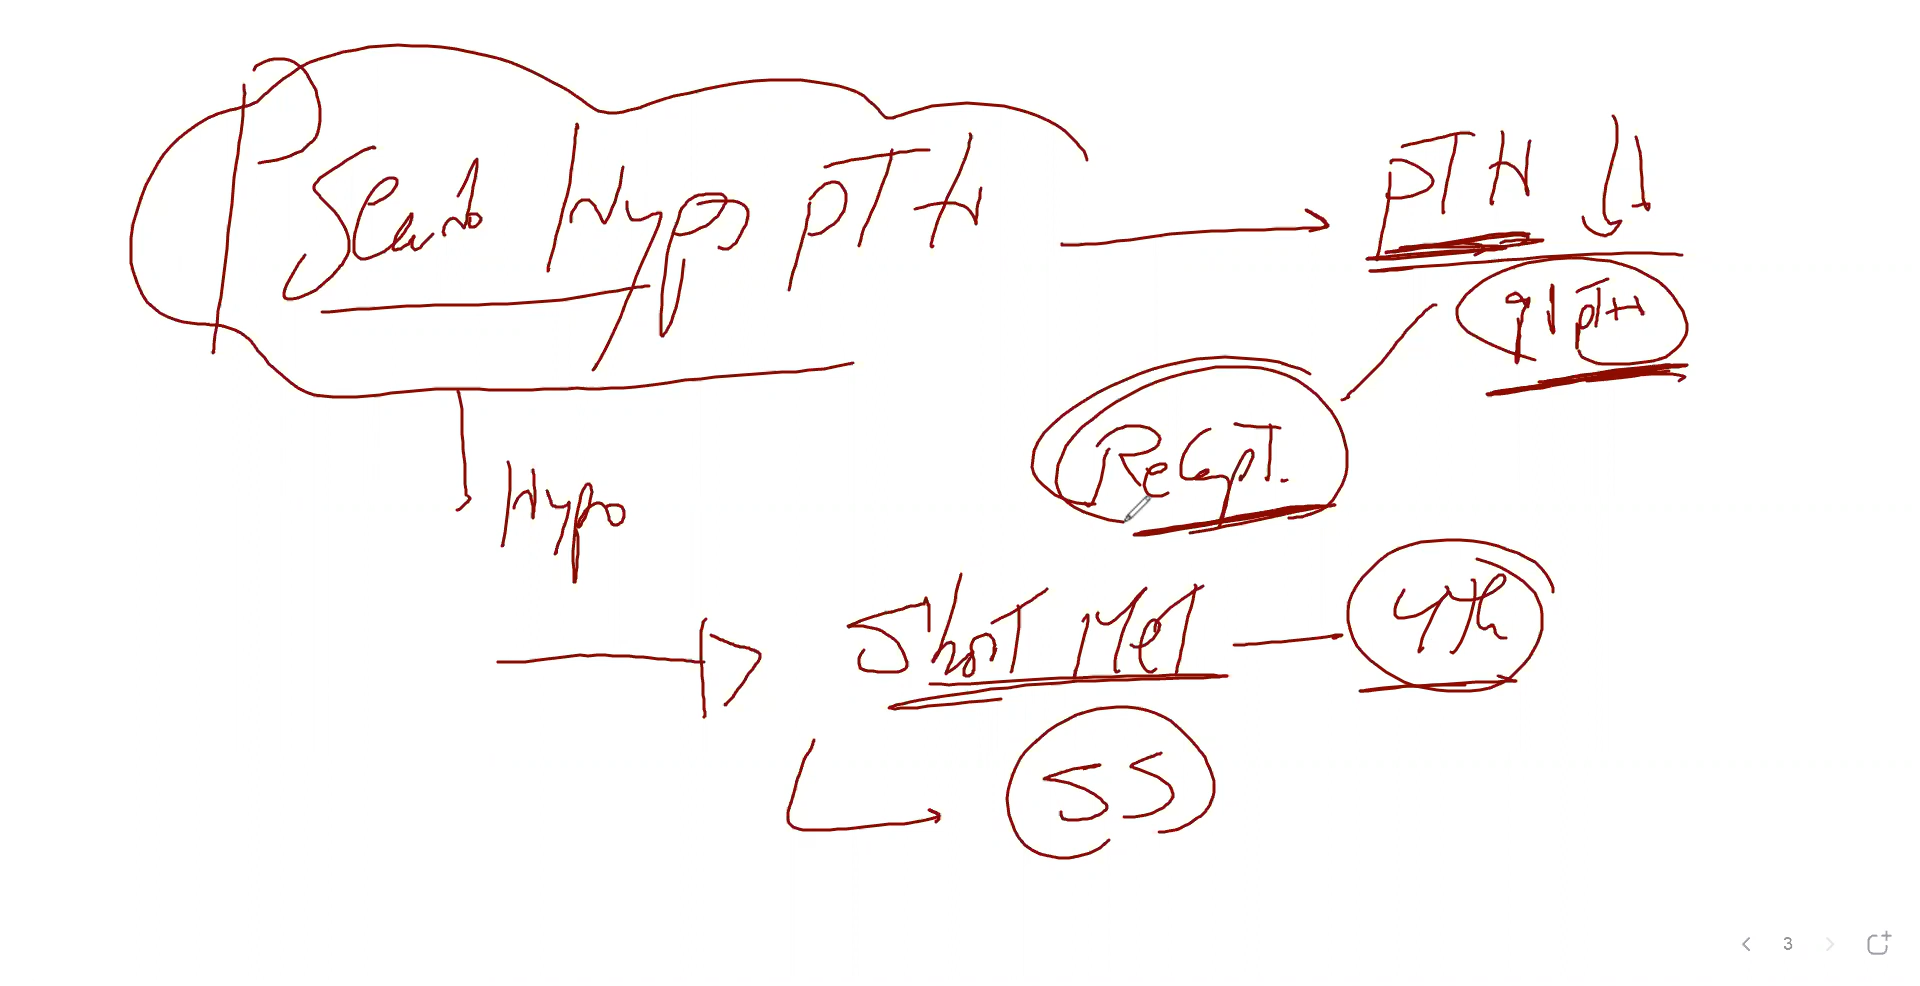 Pseudo Hypo PTH PTH ↓↓
PTH
Recept.
Hypo
Short MeT 4th
SS
3